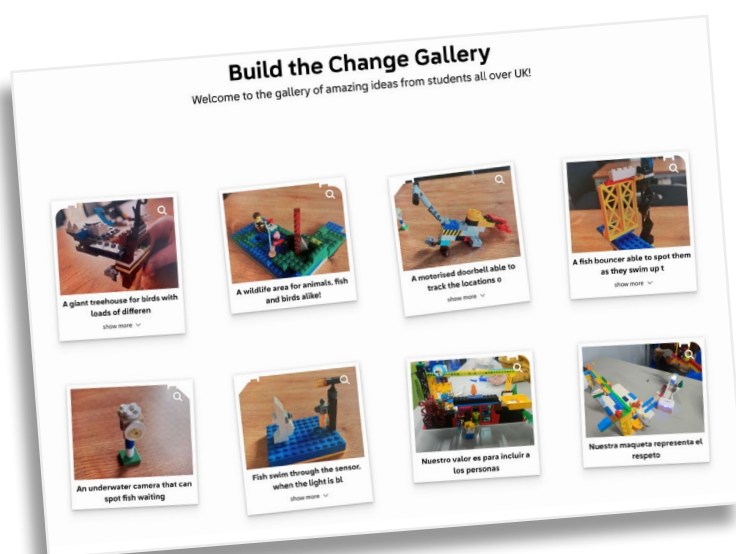 Build the Change Gallery
Welcome to the gallery of amazing ideas from students all over UK!
A giant treehouse for birds with
loads of differen
show more
A wildlife area for animals, fish
and birds alike!
A motorised doorbell able to
track the locations o
show more
A fish bouncer able to spot them
as they swim up t
show more
An underwater camera that can
spot fish waiting
Fish swim through the sensor,
when the light is bl
show more
Nuestro valor es para incluir a
los personas
Nuestra maqueta representa el
respeto